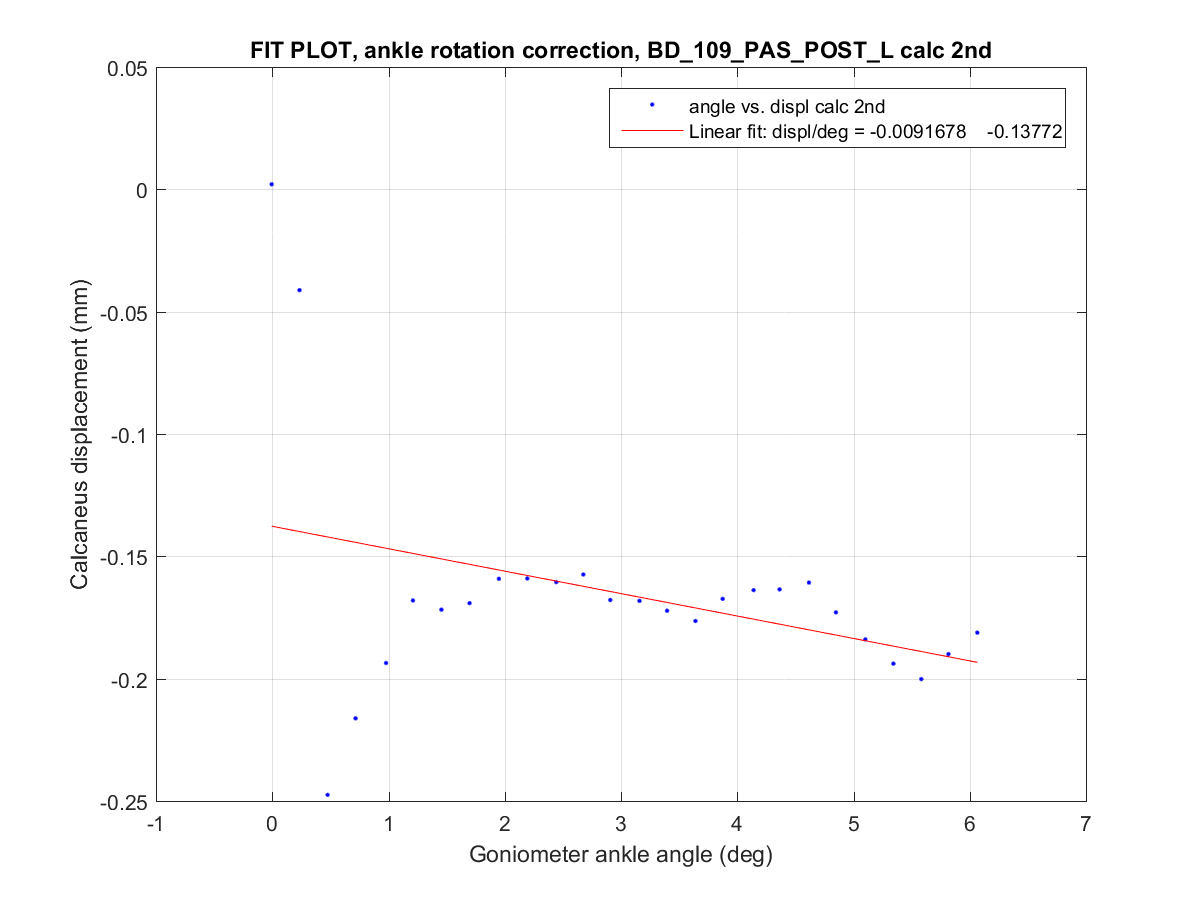 FIT PLOT, ankle rotation correction, BD_109_PAS_POST_L calc 2nd
angle vs. displ calc 2nd
Linear fit: displ/deg = -0.0091678 -0.13772
0.05
0
-0.05
-0.1
-0.15
-0.2
-0.25
Calcaneus displacement (mm)
-1 0 1 2 3 4 5 6 7
Goniometer ankle angle (deg)